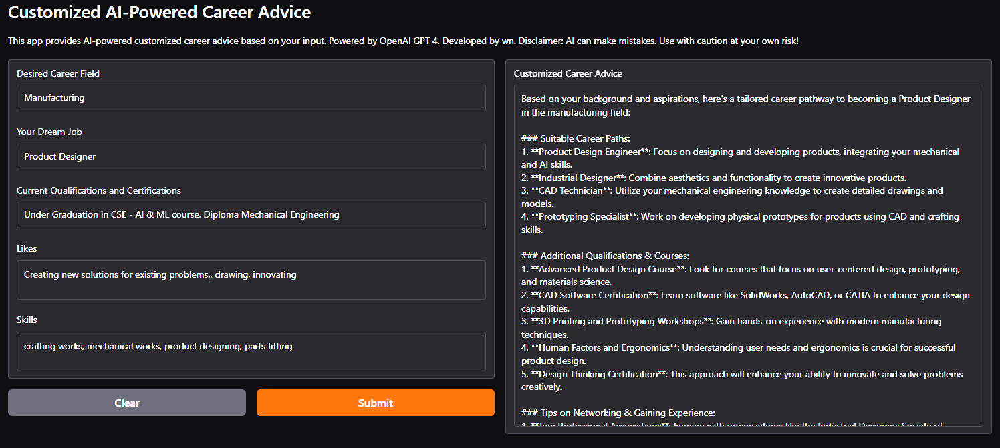 Customized AI-Powered Career Advice
This app provides AI-powered customized career advice based on your input. Powered by OpenAI GPT 4. Developed by wn. Disclaimer: AI can make mistakes. Use with caution at your own risk!
Desired Career Field
Manufacturing
Your Dream Job
Product Designer
Current Qualifications and Certifications
Under Graduation in CSE - AI & ML course, Diploma Mechanical Engineering
Likes
Creating new solutions for existing problems,, drawing, innovating
Skills
crafting works, mechanical works, product designing, parts fitting
Clear
Submit
Customized Career Advice
Based on your background and aspirations, here's a tailored career pathway to becoming a Product Designer
in the manufacturing field:
### Suitable Career Paths:
1. **Product Design Engineer**: Focus on designing and developing products, integrating your mechanical
and AI skills.
2. **Industrial Designer**: Combine aesthetics and functionality to create innovative products.
3. **CAD Technician**: Utilize your mechanical engineering knowledge to create detailed drawings and
models.
4. **Prototyping Specialist**: Work on developing physical prototypes for products using CAD and crafting
skills.
### Additional Qualifications & Courses:
1. **Advanced Product Design Course**: Look for courses that focus on user-centered design, prototyping,
and materials science.
2. **CAD Software Certification**: Learn software like SolidWorks, AutoCAD, or CATIA to enhance your design
capabilities.
3. **3D Printing and Prototyping Workshops**: Gain hands-on experience with modern manufacturing
techniques.
4. **Human Factors and Ergonomics**: Understanding user needs and ergonomics is crucial for successful
product design.
5. **Design Thinking Certification**: This approach will enhance your ability to innovate and solve problems
creatively.
### Tips on Networking & Gaining Experience:
1. **Join Professional Associations**: Engage with organizations like the Industrial Designers Society of